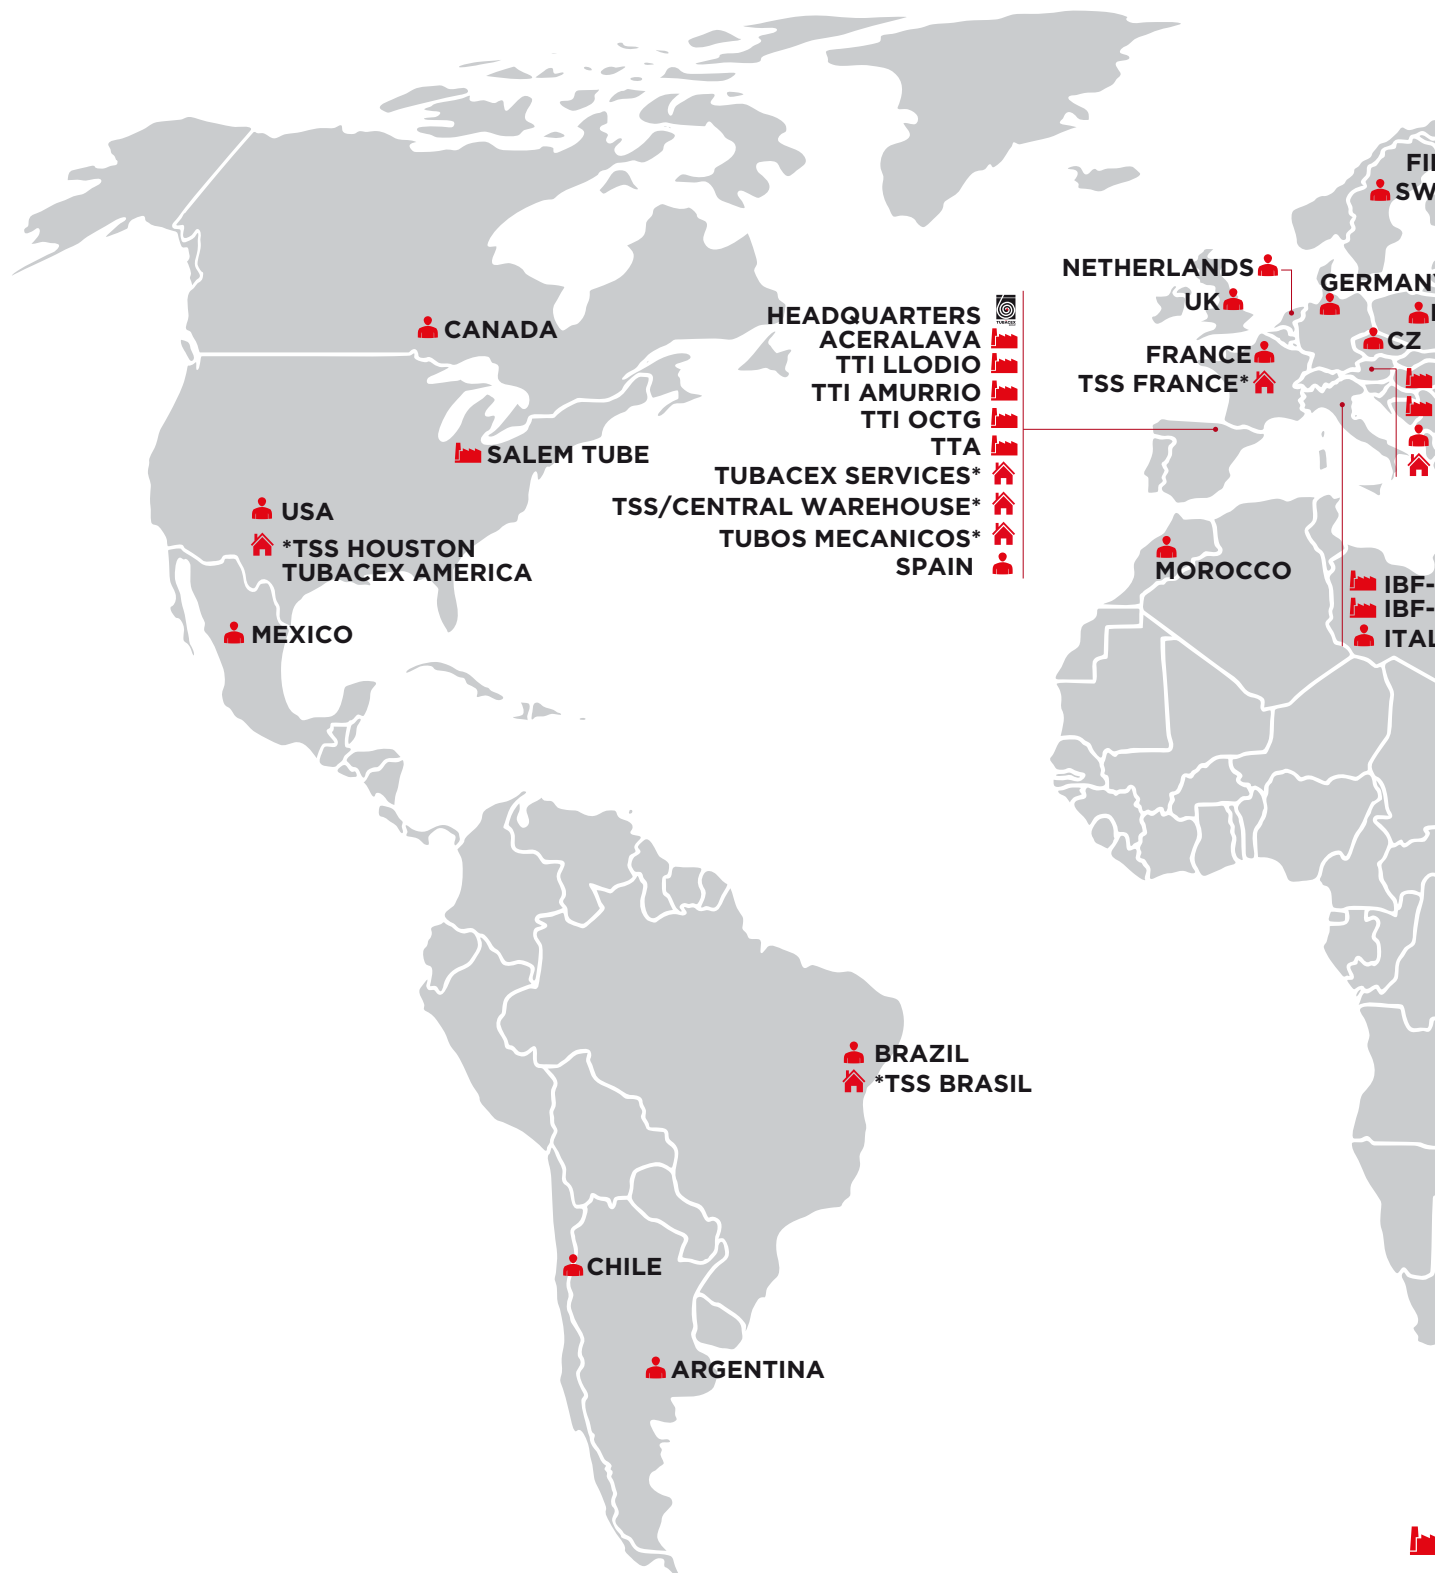 CANADA
SALEM TUBE
USA
*TSS HOUSTON
TUBACEX AMERICA
MEXICO
HEADQUARTERS
TUBACEX
ACERALAVA
TTI LLODIO
TTI AMURRIO
TTI OCTG
TTA
TUBACEX SERVICES*
TSS/CENTRAL WAREHOUSE*
TUBOS MECANICOS*
SPAIN
NETHERLANDS
UK
FRANCE
TSS FRANCE*
FI
SW
GERMANY
CZ
MOROCCO
IBF-
IBF-
ITAL
BRAZIL
*TSS BRASIL
CHILE
ARGENTINA